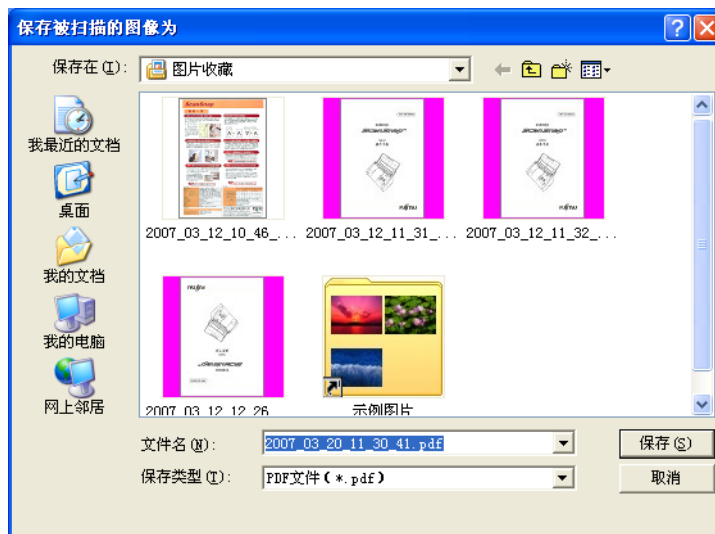 保存被扫描的图像为
保存在(I):
图片收藏
我最近的文档
桌面
我的文档
我的电脑
网上邻居
ScanSnap
2007_03_12_10_46_...
2007_03_12_11_31_...
2007_03_12_11_32_...
FUJITSU
2007_03_12_12_26
示例图片
文件名(N):
2007_03_20_11_30_41.pdf
保存(S)
保存类型(T):
PDF文件(*.pdf)
取消